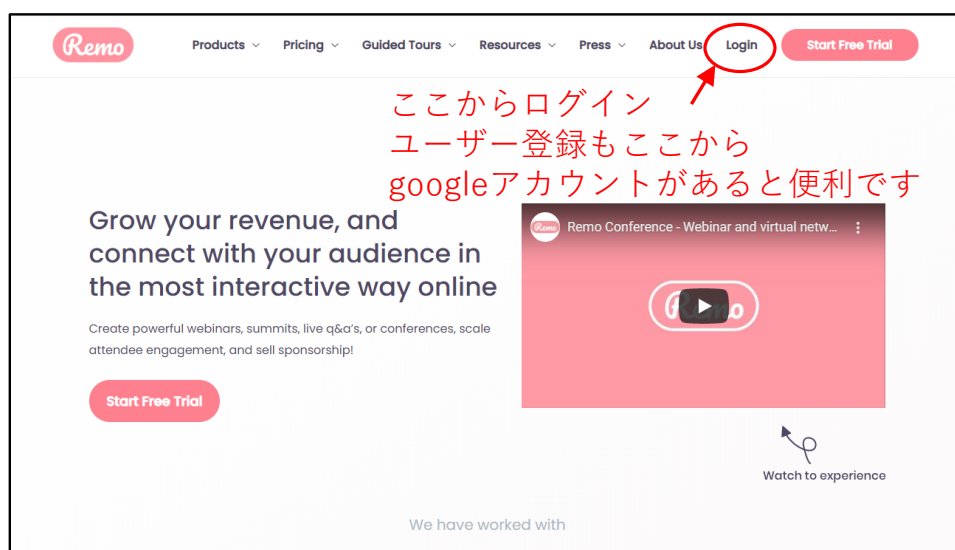 Remo
Products
Pricing
Guided Tours
Resources
Press
About Us
Login
Start Free Trial
ここからログイン
ユーザー登録もここから
googleアカウントがあると便利です
Grow your revenue, and
connect with your audience in
the most interactive way online
Create powerful webinars, summits, live q&a's, or conferences, scale
attendee engagement, and sell sponsorship!
Start Free Trial
Remo
Remo Conference - Webinar and virtual netw...
Remo
Watch to experience
We have worked with